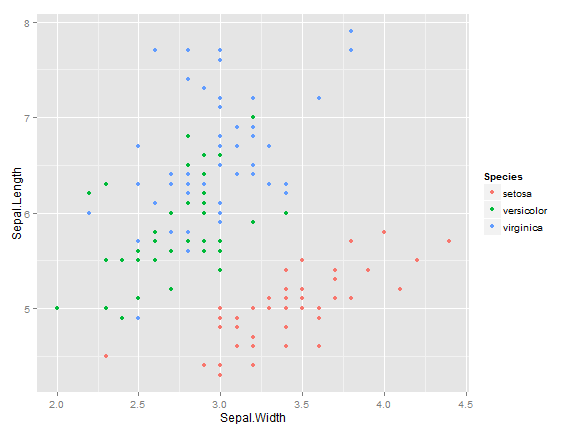 8
7
6
5
Sepal.Length
2.0 2.5 3.0 3.5 4.0 4.5
Sepal.Width
Species
setosa
versicolor
virginica